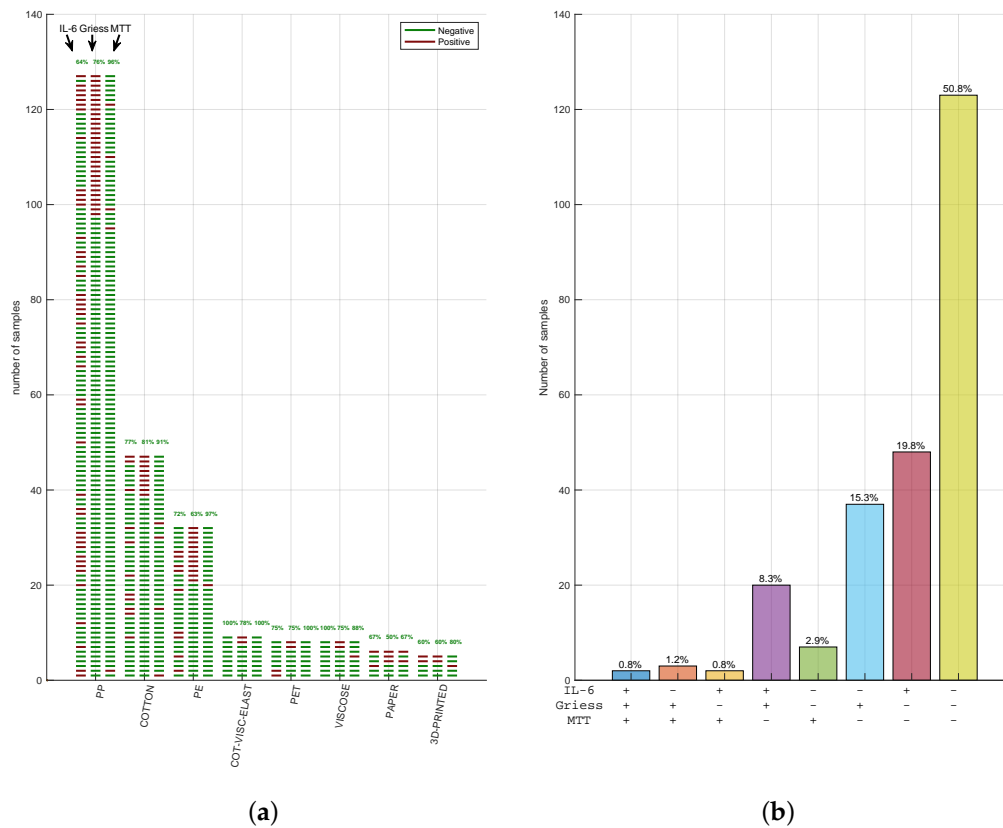 IL-6 Griess MTT
Negative
Positive
64% 76% 96%
77% 81% 91%
72% 63% 97%
100% 78% 100%
75% 75% 100%
100% 75% 88%
67% 50% 67%
60% 60% 80%
140
120
100
80
60
40
20
0
number of samples
PP
COTTON
PE
COT-VISC-ELAST
PET
VISCOSE
PAPER
3D-PRINTED
(a)
140
120
100
80
60
40
20
0
Number of samples
0.8%
1.2%
0.8%
8.3%
2.9%
15.3%
19.8%
50.8%
IL-6 + − + + − − + −
Griess + + − + − + − −
MTT + + + − + − − −
(b)